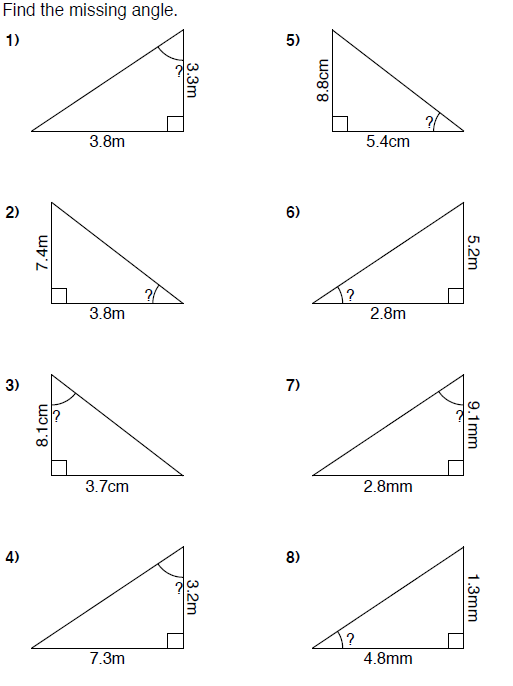 Find the missing angle.
1)
?
3.3m
3.8m
2)
7.4m
?
3.8m
3)
8.1cm
?
3.7cm
4)
?
3.2m
7.3m
5)
8.8cm
?
5.4cm
6)
5.2m
?
2.8m
7)
?
9.1mm
2.8mm
8)
1.3mm
?
4.8mm